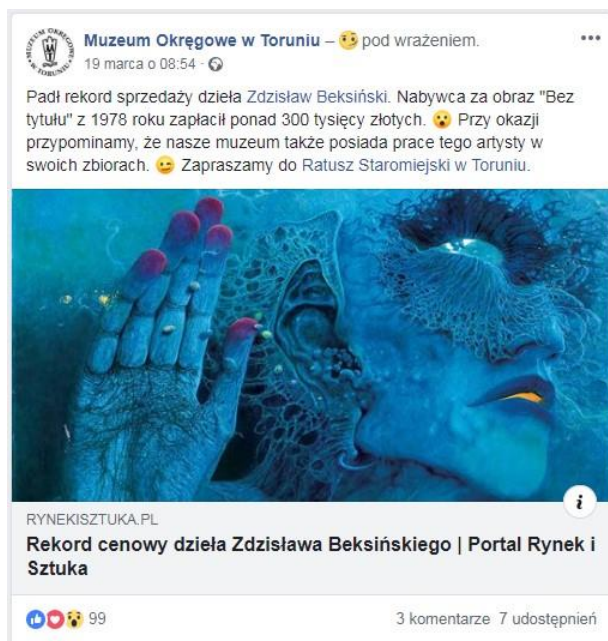 MUZEUM OKRĘGOWE W TORUNIU
Muzeum Okręgowe w Toruniu – 🤨 pod wrażeniem.
19 marca o 08:54 ·
Padł rekord sprzedaży dzieła Zdzisław Beksiński. Nabywca za obraz "Bez
tytułu" z 1978 roku zapłacił ponad 300 tysięcy złotych. 😮 Przy okazji
przypominamy, że nasze muzeum także posiada prace tego artysty w
swoich zbiorach. 😉 Zapraszamy do Ratusz Staromiejski w Toruniu.
i
RYNEKISZTUKA.PL
Rekord cenowy dzieła Zdzisława Beksińskiego | Portal Rynek i
Sztuka
99
3 komentarze 7 udostępnień